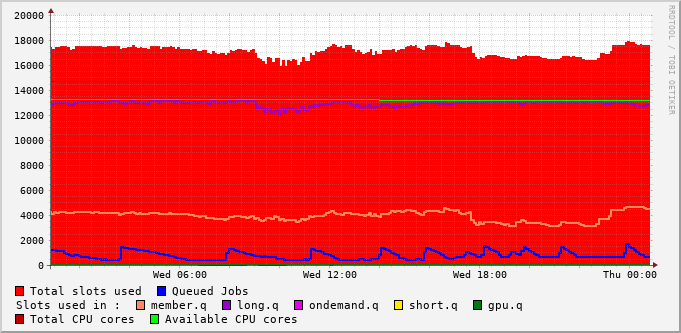 20000
18000
16000
14000
12000
10000
8000
6000
4000
2000
0
Wed 06:00 Wed 12:00 Wed 18:00 Thu 00:00
RRDTOOL / TOBI OETIKER
Total slots used Queued Jobs
Slots used in : member.q long.q ondemand.q short.q gpu.q
Total CPU cores Available CPU cores